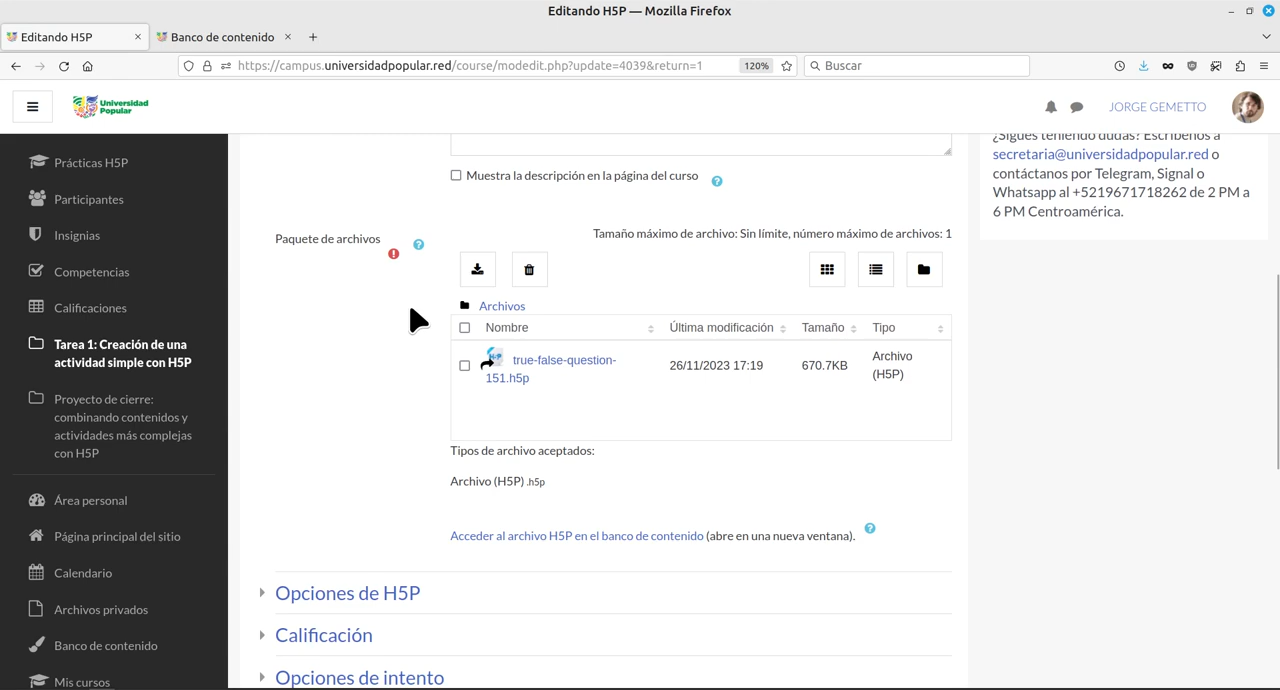 Editando H5P — Mozilla Firefox
Editando H5P
Banco de contenido
https://campus.universidadpopular.red/course/modedit.php?update=4039&return=1
120%
Buscar
Universidad
Popular
JORGE GEMETTO
Prácticas H5P
Participantes
Insignias
Competencias
Calificaciones
Tarea 1: Creación de una
actividad simple con H5P
Proyecto de cierre:
combinando contenidos y
actividades más complejas
con H5P
Área personal
Página principal del sitio
Calendario
Archivos privados
Banco de contenido
Mis cursos
Muestra la descripción en la página del curso
Paquete de archivos
Tamaño máximo de archivo: Sin límite, número máximo de archivos: 1
Archivos
Nombre
Última modificación
Tamaño
Tipo
true-false-question-
151.h5p
26/11/2023 17:19
670.7KB
Archivo
(H5P)
Tipos de archivo aceptados:
Archivo (H5P) .h5p
Acceder al archivo H5P en el banco de contenido (abre en una nueva ventana).
Opciones de H5P
Calificación
Opciones de intento
¿Sigues teniendo dudas? Escríbenos a
secretaria@universidadpopular.red o
contáctanos por Telegram, Signal o
Whatsapp al +5219671718262 de 2 PM a
6 PM Centroamérica.